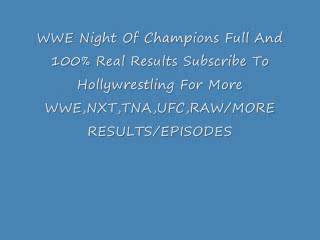 WWE Night Of Champions Full And
100% Real Results Subscribe To
Hollywrestling For More
WWE,NXT,TNA,UFC,RAW/MORE
RESULTS/EPISODES